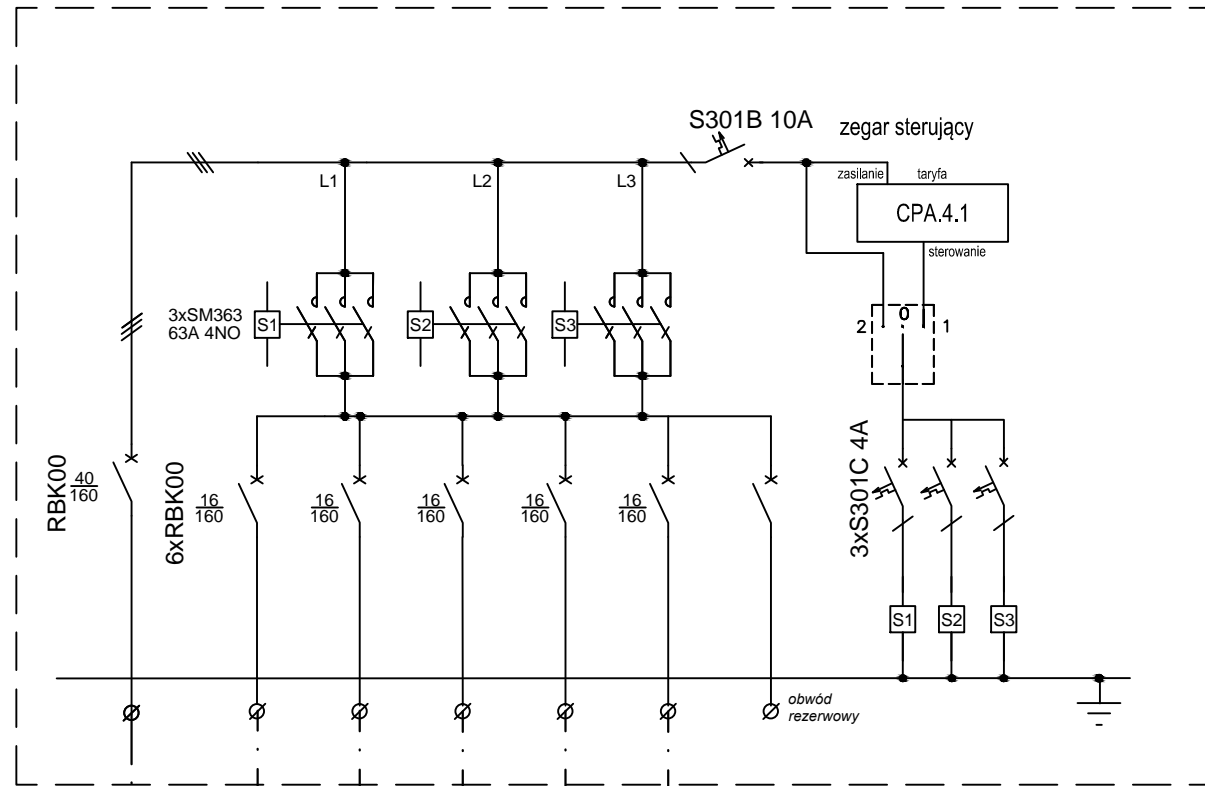 S301B 10A
zegar sterujący
zasilanie
taryfa
CPA.4.1
sterowanie
L1
L2
L3
3xSM363
63A 4NO
S1
S2
S3
2
0
1
RBK00
40
160
6xRBK00
16
160
16
160
16
160
16
160
16
160
3xS301C 4A
S1
S2
S3
obwód
rezerwowy